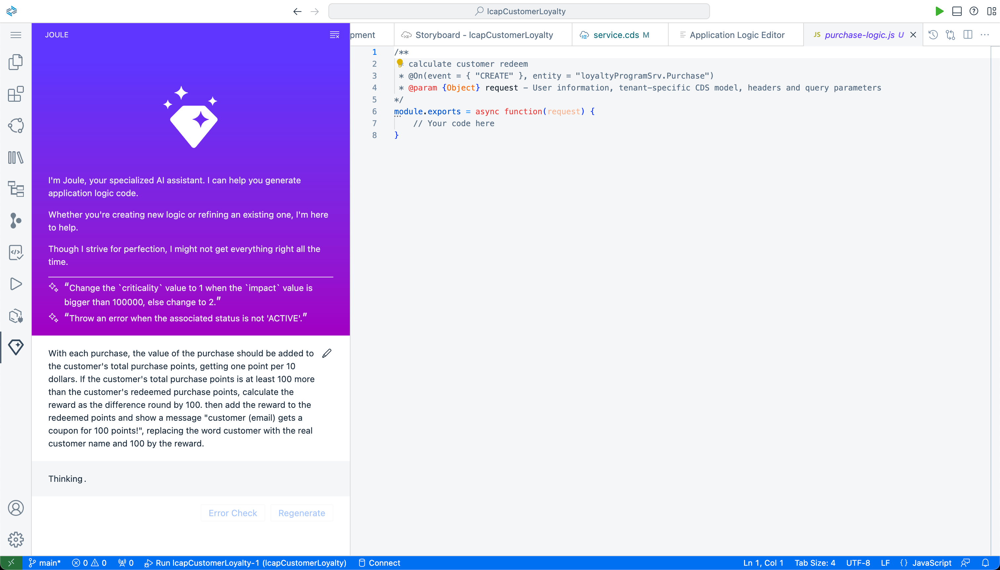 lcapCustomerLoyalty
JOULE
pment
Storyboard - lcapCustomerLoyalty
service.cds M
Application Logic Editor
JS purchase-logic.js U
I'm Joule, your specialized AI assistant. I can help you generate
application logic code.
Whether you're creating new logic or refining an existing one, I'm here
to help.
Though I strive for perfection, I might not get everything right all the
time.
“Change the `criticality` value to 1 when the `impact` value is
bigger than 100000, else change to 2.”
“Throw an error when the associated status is not 'ACTIVE'.”
With each purchase, the value of the purchase should be added to
the customer's total purchase points, getting one point per 10
dollars. If the customer's total purchase points is at least 100 more
than the customer's redeemed purchase points, calculate the
reward as the difference round by 100. then add the reward to the
redeemed points and show a message "customer (email) gets a
coupon for 100 points!", replacing the word customer with the real
customer name and 100 by the reward.
Thinking.
Error Check
Regenerate
1 /**
2 * calculate customer redeem
3 * @On(event = { "CREATE" }, entity = "loyaltyProgramSrv.Purchase")
4 * @param {Object} request - User information, tenant-specific CDS model, headers and query parameters
5 */
6 module.exports = async function(request) {
7 // Your code here
8 }
main* 0 0 0 Run lcapCustomerLoyalty-1 (lcapCustomerLoyalty) Connect
Ln 1, Col 1 Tab Size: 4 UTF-8 LF {} JavaScript